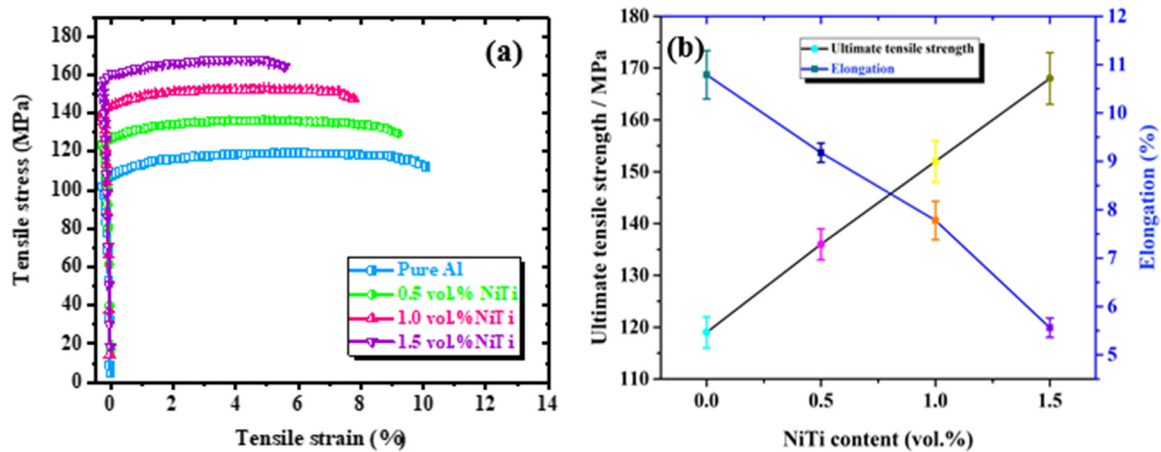 (a)
Tensile stress (MPa)
180
160
140
120
100
80
60
40
20
0
0 2 4 6 8 10 12 14
Tensile strain (%)
Pure Al
0.5 vol.% NiTi
1.0 vol.%NiTi
1.5 vol.%NiTi
(b)
Ultimate tensile strength / MPa
180
170
160
150
140
130
120
110
Ultimate tensile strength
Elongation
12
11
10
9
8
7
6
5
Elongation (%)
0.0 0.5 1.0 1.5
NiTi content (vol.%)